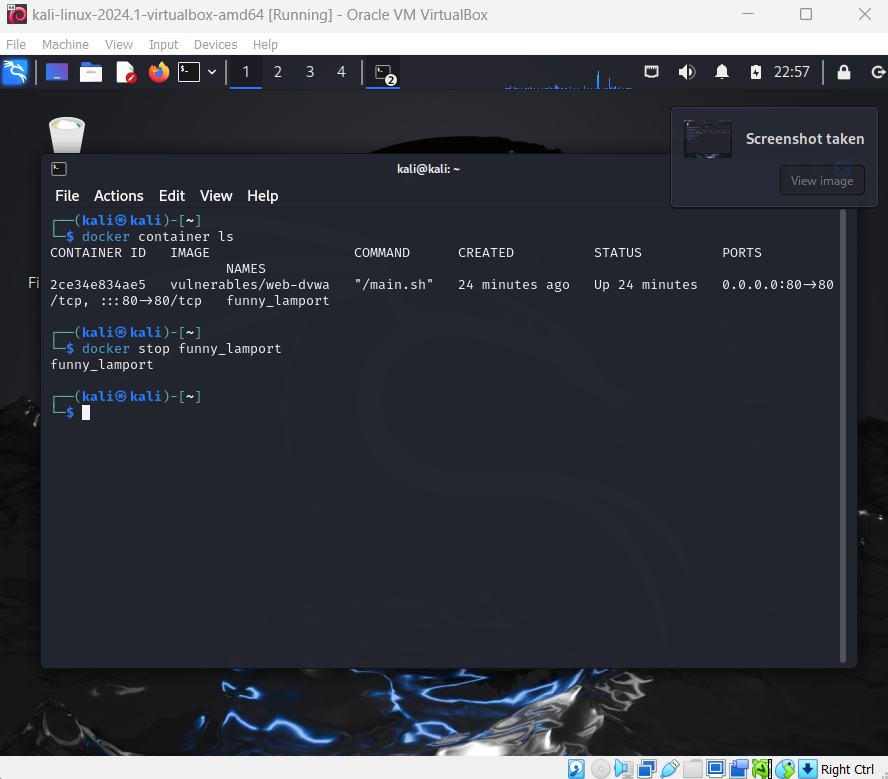 kali-linux-2024.1-virtualbox-amd64 [Running] - Oracle VM VirtualBox
File Machine View Input Devices Help
1 2 3 4 2 22:57
Screenshot taken
View image
kali@kali: ~
File Actions Edit View Help
┌──(kali㉿kali)-[~]
└─$ docker container ls
CONTAINER ID IMAGE COMMAND CREATED STATUS PORTS
NAMES
2ce34e834ae5 vulnerables/web-dvwa "/main.sh" 24 minutes ago Up 24 minutes 0.0.0.0:80->80
/tcp, :::80->80/tcp funny_lamport
┌──(kali㉿kali)-[~]
└─$ docker stop funny_lamport
funny_lamport
┌──(kali㉿kali)-[~]
└─$
Fi
Right Ctrl